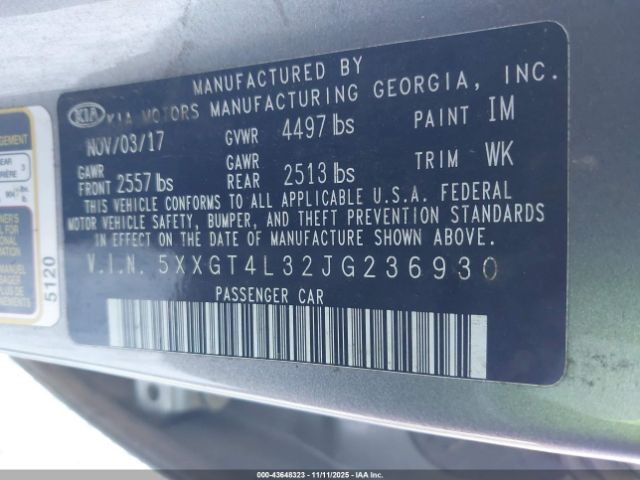 MANUFACTURED BY
KIA KIA MOTORS MANUFACTURING GEORGIA, INC.
NOV/03/17 GVWR 4497 lbs PAINT IM
GAWR FRONT 2557 lbs GAWR REAR 2513 lbs TRIM WK
THIS VEHICLE CONFORMS TO ALL APPLICABLE U.S.A. FEDERAL
MOTOR VEHICLE SAFETY, BUMPER, AND THEFT PREVENTION STANDARDS
IN EFFECT ON THE DATE OF MANUFACTURE SHOWN ABOVE.
V.I.N. 5XXGT4L32JG236930
PASSENGER CAR
5120
000-43648323 - 11/11/2025 - IAAI.COM